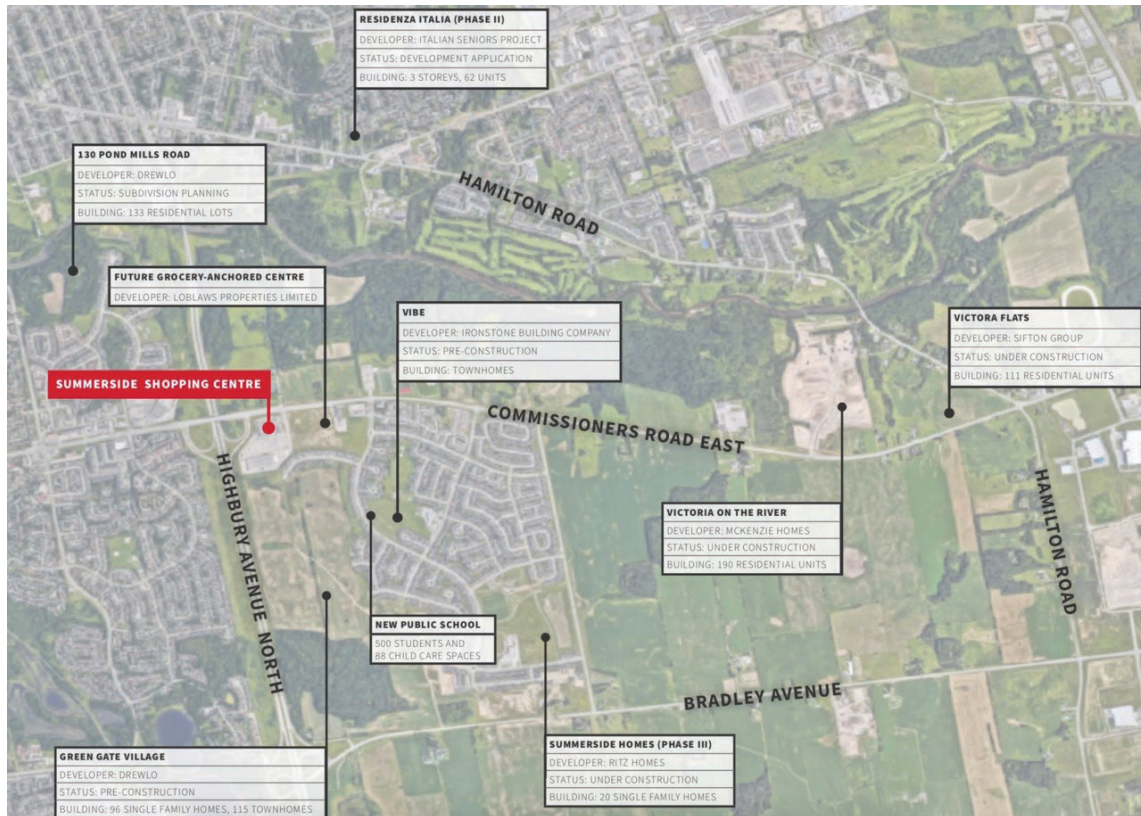 RESIDENZA ITALIA (PHASE II)
DEVELOPER: ITALIAN SENIORS PROJECT
STATUS: DEVELOPMENT APPLICATION
BUILDING: 3 STOREYS, 62 UNITS
130 POND MILLS ROAD
DEVELOPER: DREWLO
STATUS: SUBDIVISION PLANNING
BUILDING: 133 RESIDENTIAL LOTS
HAMILTON ROAD
FUTURE GROCERY-ANCHORED CENTRE
DEVELOPER: LOBLAWS PROPERTIES LIMITED
VIBE
DEVELOPER: IRONSTONE BUILDING COMPANY
STATUS: PRE-CONSTRUCTION
BUILDING: TOWNHOMES
VICTORA FLATS
DEVELOPER: SIFTON GROUP
STATUS: UNDER CONSTRUCTION
BUILDING: 111 RESIDENTIAL UNITS
SUMMERSIDE SHOPPING CENTRE
COMMISSIONERS ROAD EAST
HIGHBURY AVENUE NORTH
HAMILTON ROAD
VICTORIA ON THE RIVER
DEVELOPER: MCKENZIE HOMES
STATUS: UNDER CONSTRUCTION
BUILDING: 190 RESIDENTIAL UNITS
NEW PUBLIC SCHOOL
500 STUDENTS AND
88 CHILD CARE SPACES
BRADLEY AVENUE
GREEN GATE VILLAGE
DEVELOPER: DREWLO
STATUS: PRE-CONSTRUCTION
BUILDING: 96 SINGLE FAMILY HOMES, 115 TOWNHOMES
SUMMERSIDE HOMES (PHASE III)
DEVELOPER: RITZ HOMES
STATUS: UNDER CONSTRUCTION
BUILDING: 20 SINGLE FAMILY HOMES